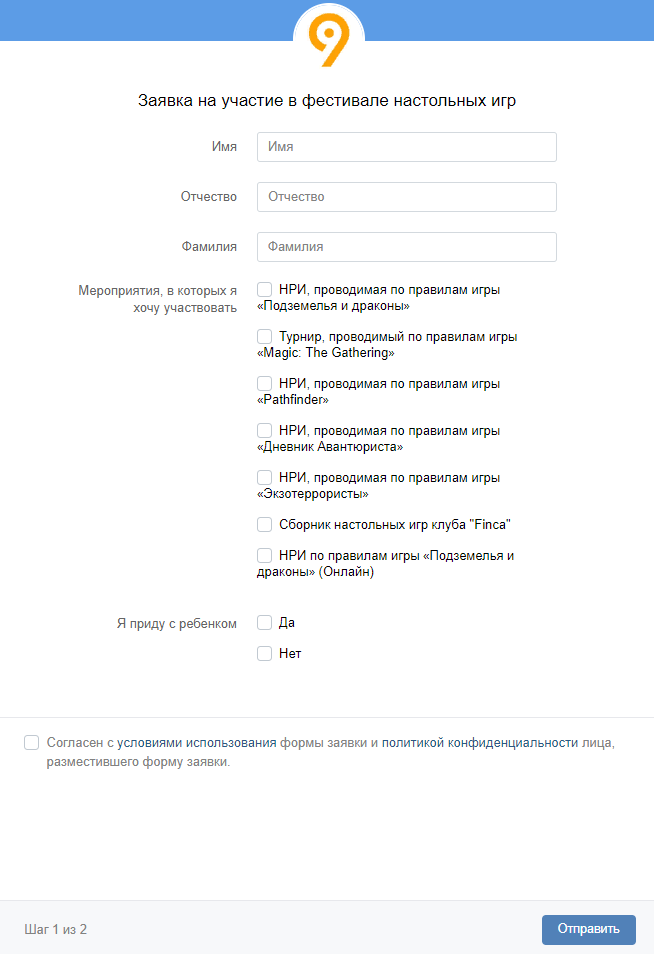 9
Заявка на участие в фестивале настольных игр
Имя
Имя
Отчество
Отчество
Фамилия
Фамилия
Мероприятия, в которых я
хочу участвовать
НРИ, проводимая по правилам игры
«Подземелья и драконы»
Турнир, проводимый по правилам игры
«Magic: The Gathering»
НРИ, проводимая по правилам игры
«Pathfinder»
НРИ, проводимая по правилам игры
«Дневник Авантюриста»
НРИ, проводимая по правилам игры
«Экзотеррористы»
Сборник настольных игр клуба "Finca"
НРИ по правилам игры «Подземелья и
драконы» (Онлайн)
Я приду с ребенком
Да
Нет
Согласен с условиями использования формы заявки и политикой конфиденциальности лица,
разместившего форму заявки.
Шаг 1 из 2
Отправить